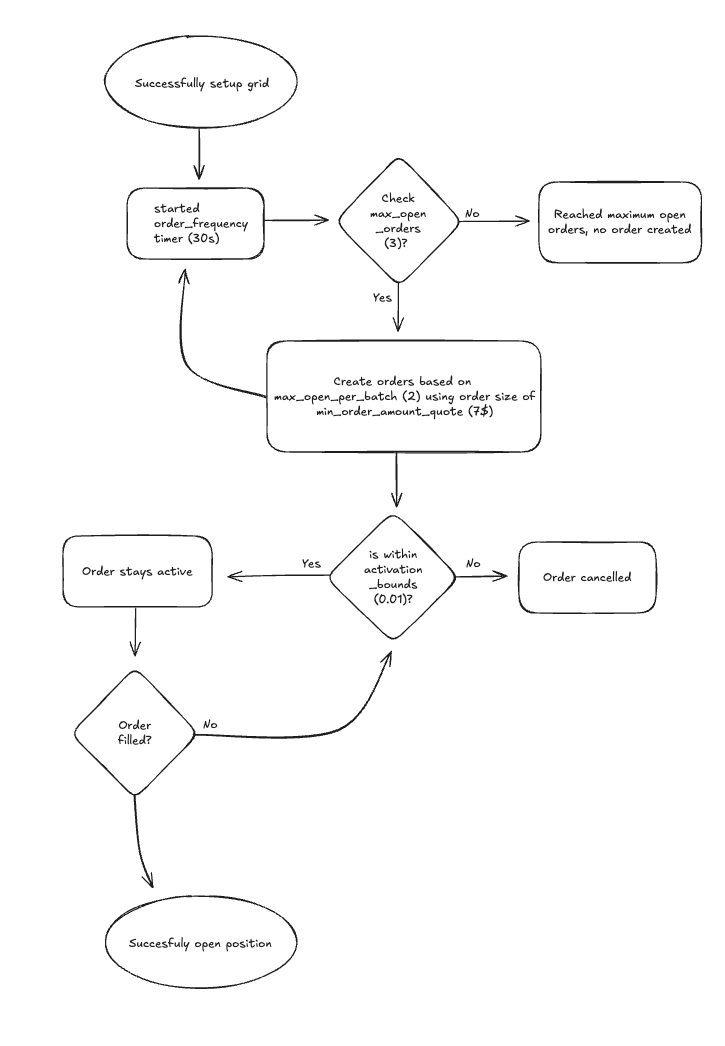 Successfully setup grid
started
order_frequency
timer (30s)
Check
max_open
_orders
(3)?
No
Reached maximum open
orders, no order created
Yes
Create orders based on
max_open_per_batch (2) using order size of
min_order_amount_quote (7$)
is within
activation
_bounds
(0.01)?
Yes
No
Order stays active
Order cancelled
Order
filled?
No
Succesfuly open position